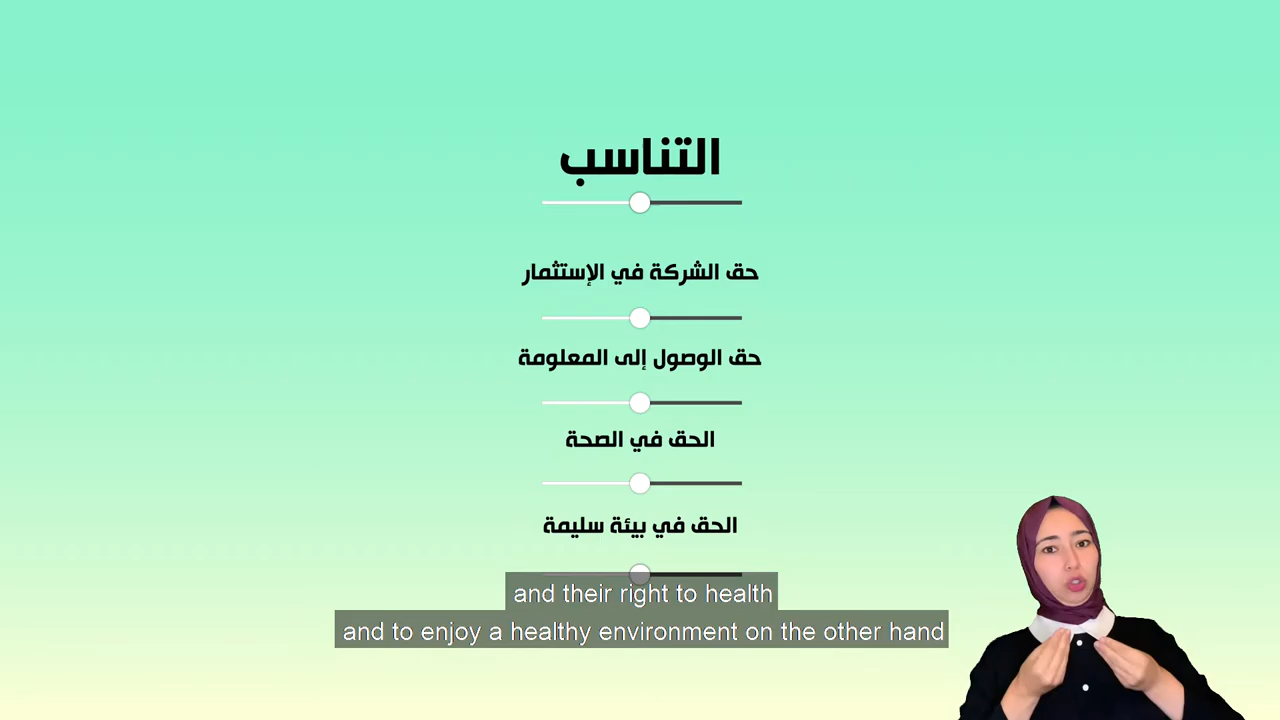 التناسب
حق الشركة في الإستثمار
حق الوصول إلى المعلومة
الحق في الصحة
الحق في بيئة سليمة
and their right to health
and to enjoy a healthy environment on the other hand